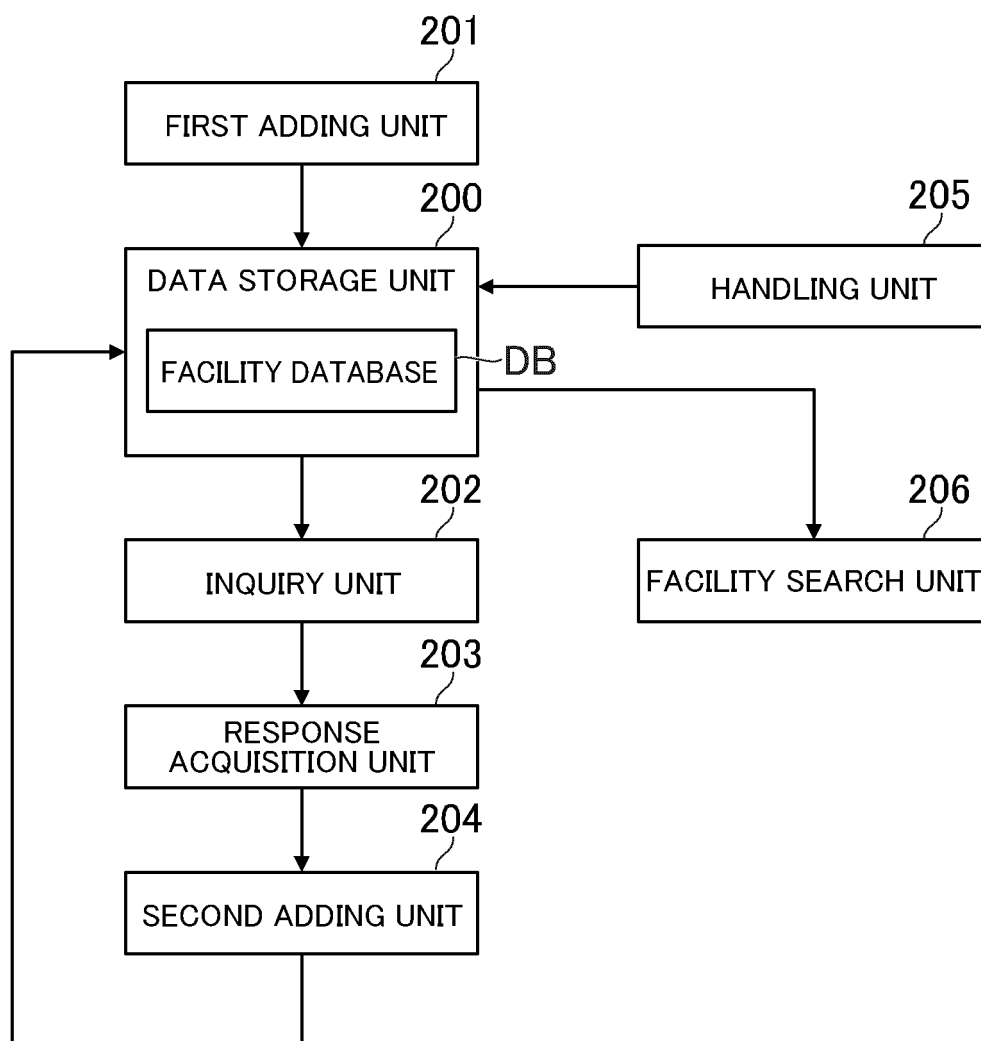 201
FIRST ADDING UNIT
200
DATA STORAGE UNIT
FACILITY DATABASE
DB
205
HANDLING UNIT
202
INQUIRY UNIT
206
FACILITY SEARCH UNIT
203
RESPONSE
ACQUISITION UNIT
204
SECOND ADDING UNIT